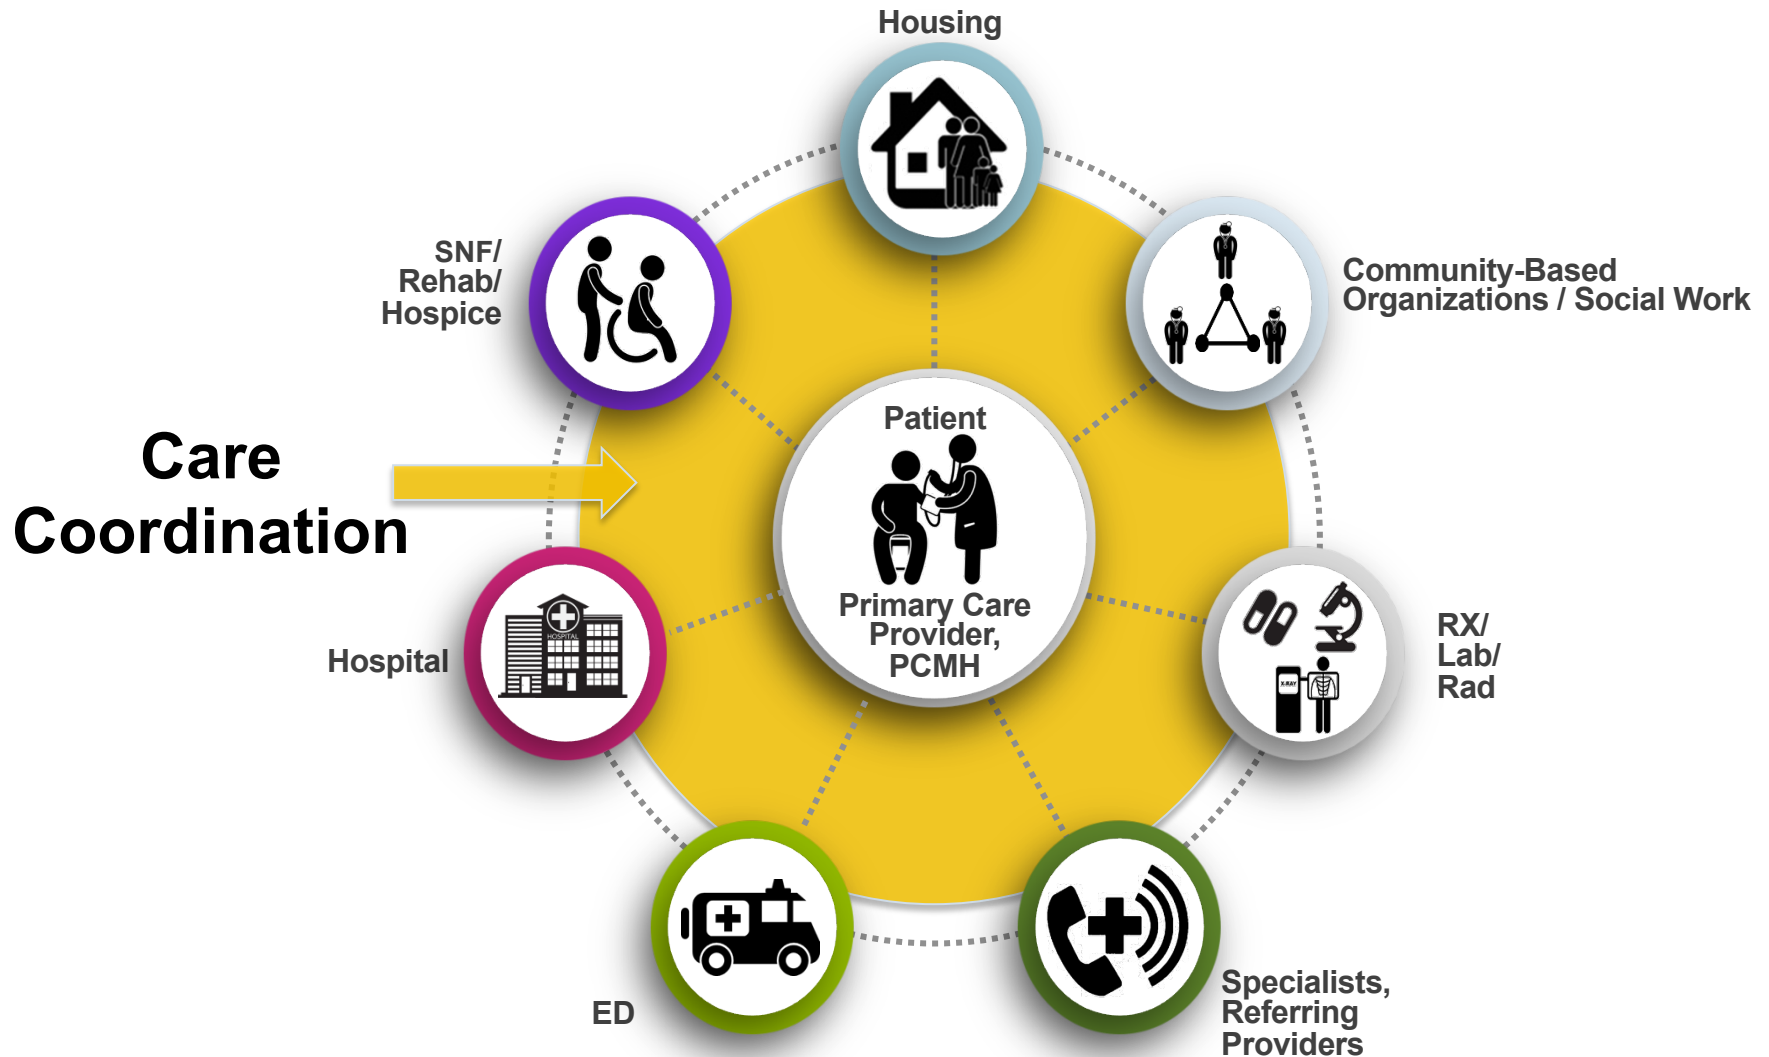 Housing
SNF/
Rehab/
Hospice
Community-Based
Organizations / Social Work
Care
Coordination
Patient
Primary Care
Provider,
PCMH
Hospital
HOSPITAL
RX/
Lab/
Rad
X-RAY
ED
Specialists,
Referring
Providers